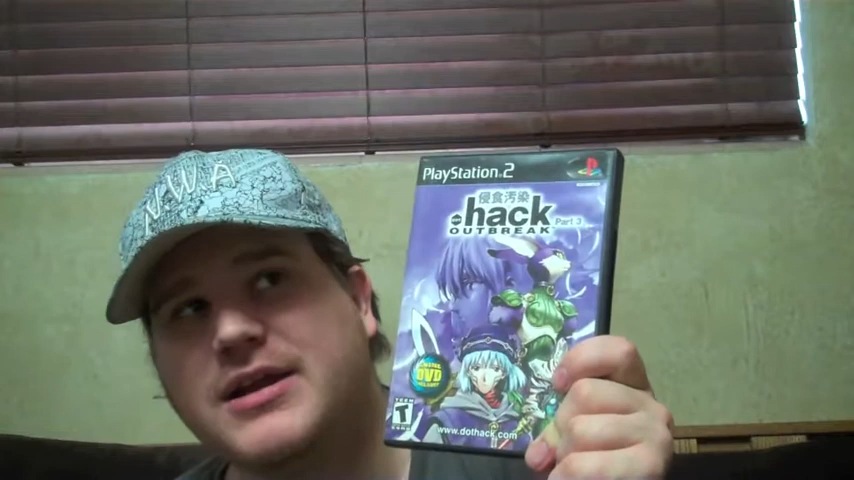 N.W.A
PlayStation 2
侵食汚染
.hack
Part 3
OUTBREAK
DVD
TEEN
T
www.dothack.com